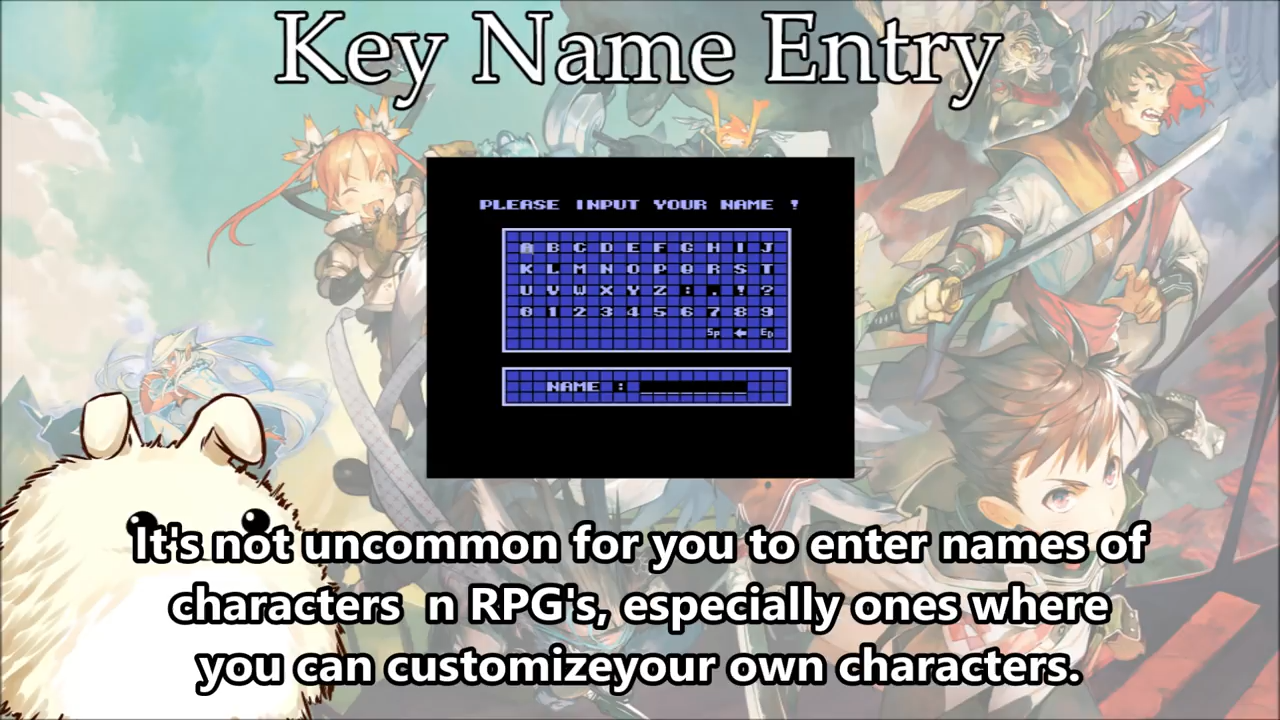 Key Name Entry
PLEASE INPUT YOUR NAME !
A B C D E F G H I J
K L M N O P Q R S T
U V W X Y Z : . ! ?
0 1 2 3 4 5 6 7 8 9
SP ← ED
NAME : _________
It's not uncommon for you to enter names of
characters n RPG's, especially ones where
you can customizeyour own characters.